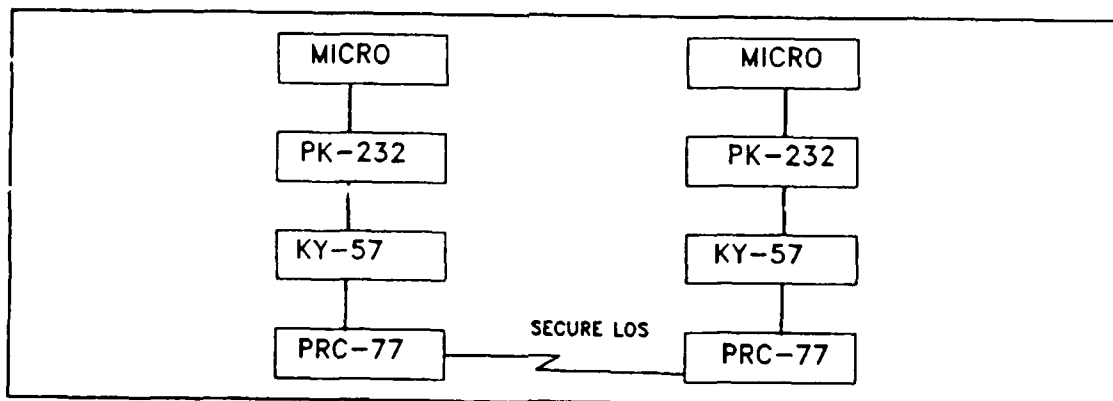 MICRO
MICRO
PK-232
PK-232
KY-57
KY-57
SECURE LOS
PRC-77
PRC-77